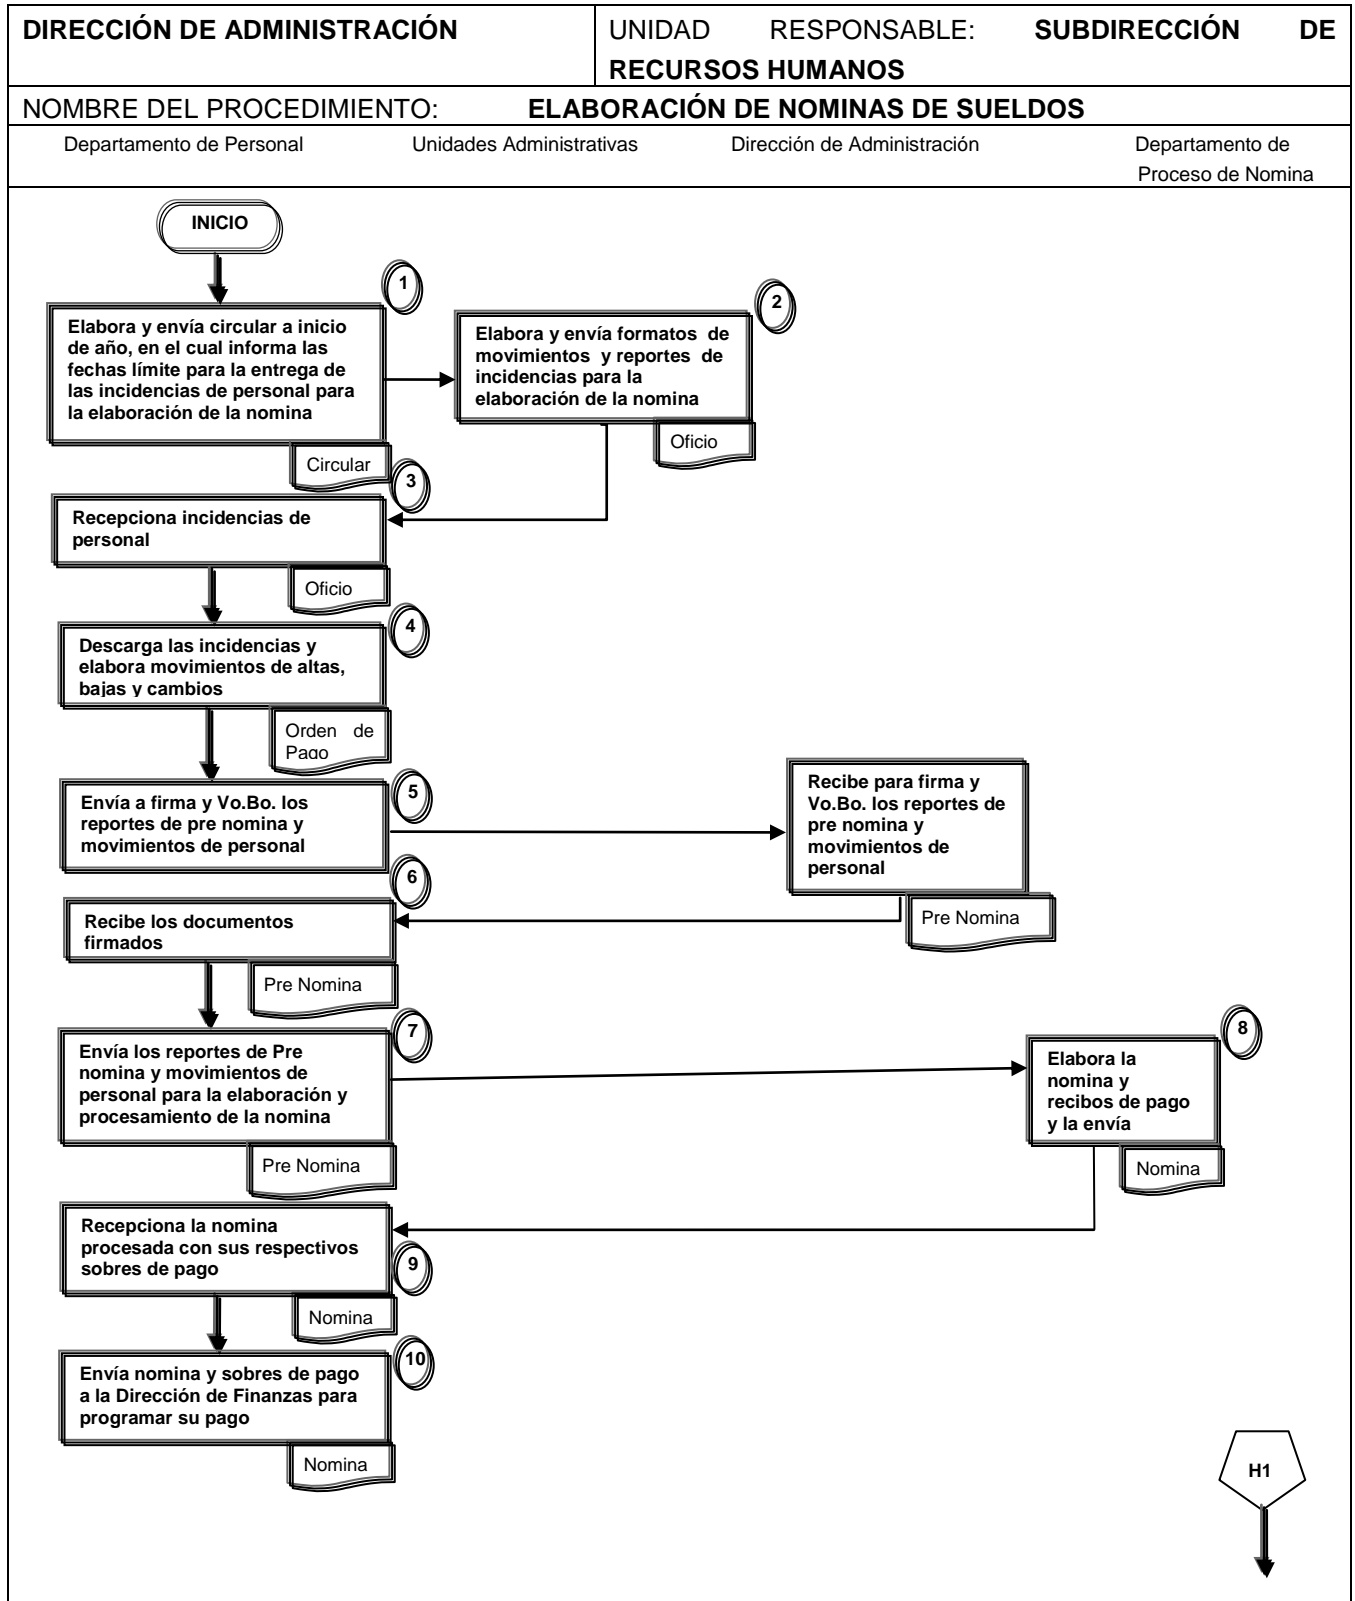 DIRECCIÓN DE ADMINISTRACIÓN
UNIDAD RESPONSABLE: SUBDIRECCIÓN DE
RECURSOS HUMANOS
NOMBRE DEL PROCEDIMIENTO: ELABORACIÓN DE NOMINAS DE SUELDOS
Departamento de Personal
Unidades Administrativas
Dirección de Administración
Departamento de
Proceso de Nomina
INICIO
1
Elabora y envía circular a inicio
de año, en el cual informa las
fechas límite para la entrega de
las incidencias de personal para
la elaboración de la nomina
Circular
2
Elabora y envía formatos de
movimientos y reportes de
incidencias para la
elaboración de la nomina
Oficio
3
Recepciona incidencias de
personal
Oficio
4
Descarga las incidencias y
elabora movimientos de altas,
bajas y cambios
Orden de
Pago
5
Envía a firma y Vo.Bo. los
reportes de pre nomina y
movimientos de personal
Recibe para firma y
Vo.Bo. los reportes de
pre nomina y
movimientos de
personal
Pre Nomina
6
Recibe los documentos
firmados
Pre Nomina
7
Envía los reportes de Pre
nomina y movimientos de
personal para la elaboración y
procesamiento de la nomina
Pre Nomina
8
Elabora la
nomina y
recibos de pago
y la envía
Nomina
Recepciona la nomina
procesada con sus respectivos
sobres de pago
9
Nomina
10
Envía nomina y sobres de pago
a la Dirección de Finanzas para
programar su pago
Nomina
H1